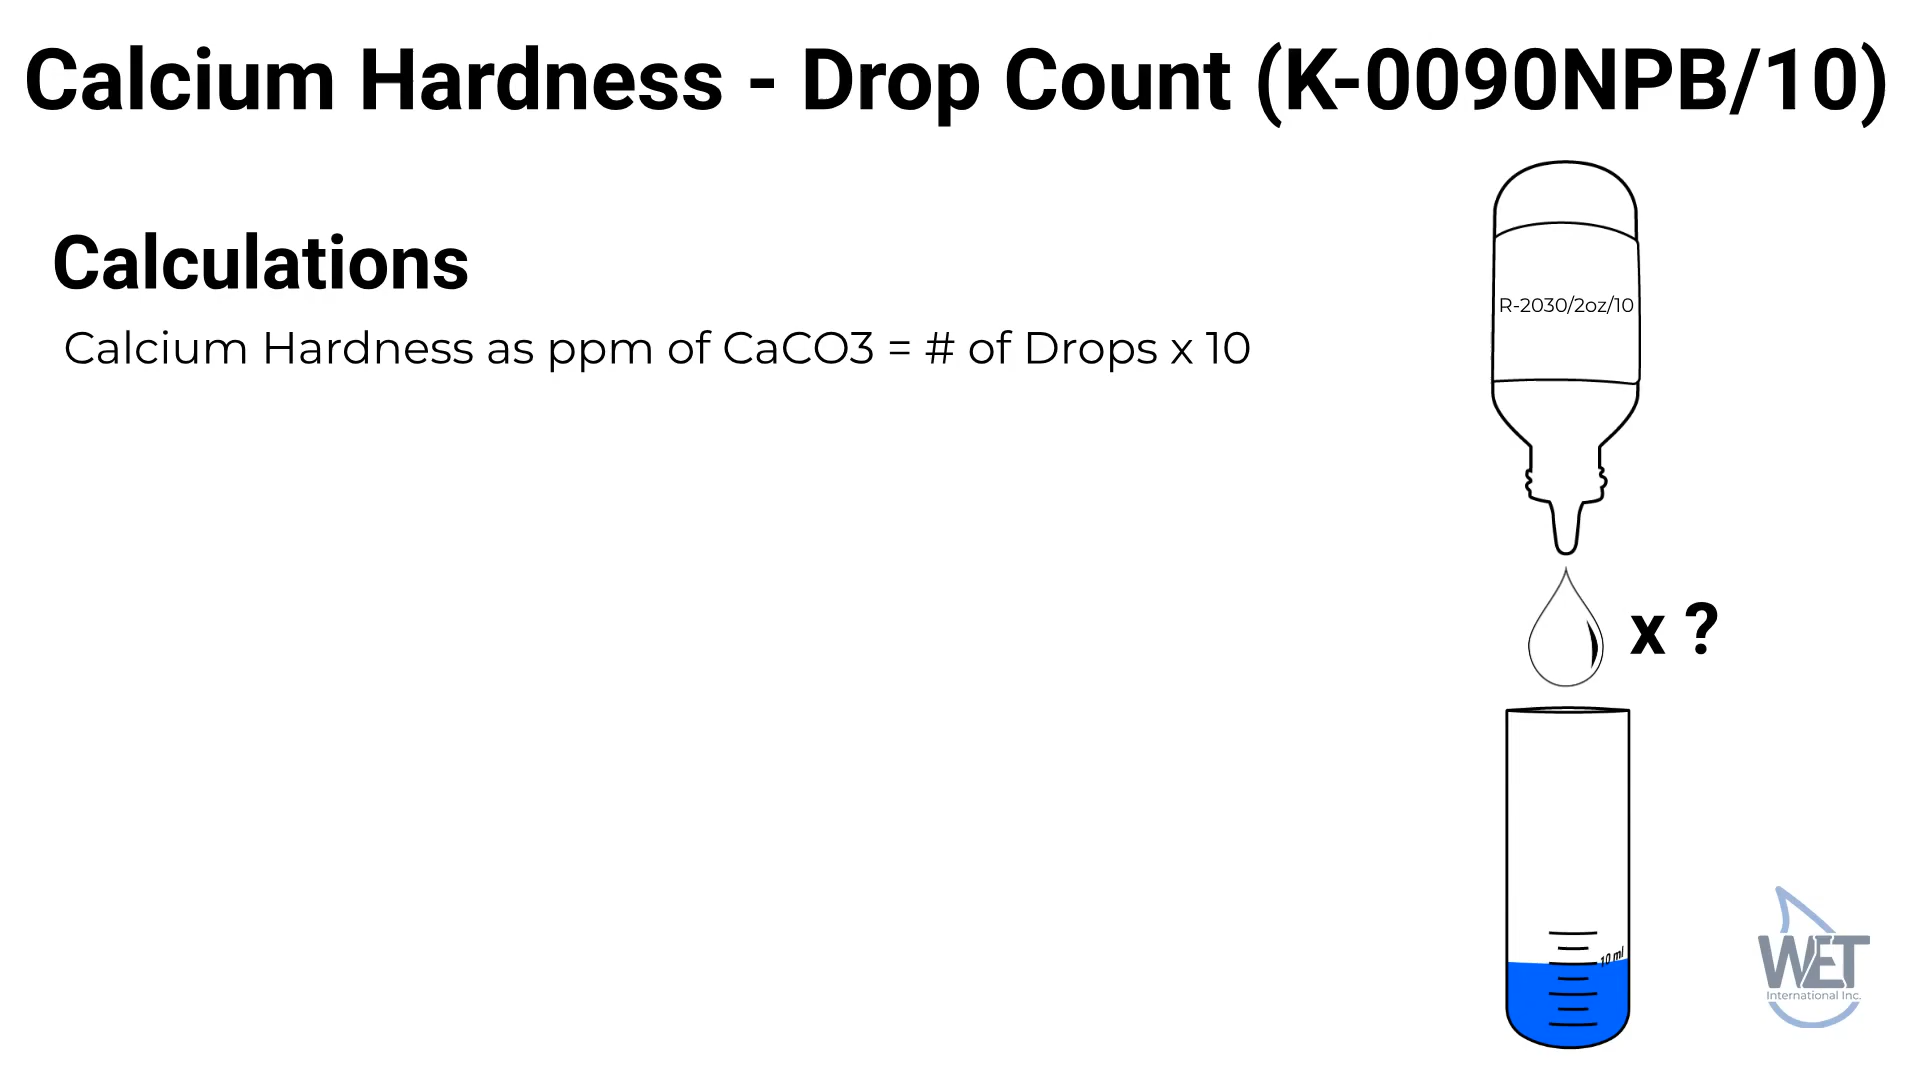 Calcium Hardness - Drop Count (K-0090NPB/10)
Calculations
Calcium Hardness as ppm of CaCO3 = # of Drops x 10
R-2030/2oz/10
x ?
10 ml
WET
International Inc.